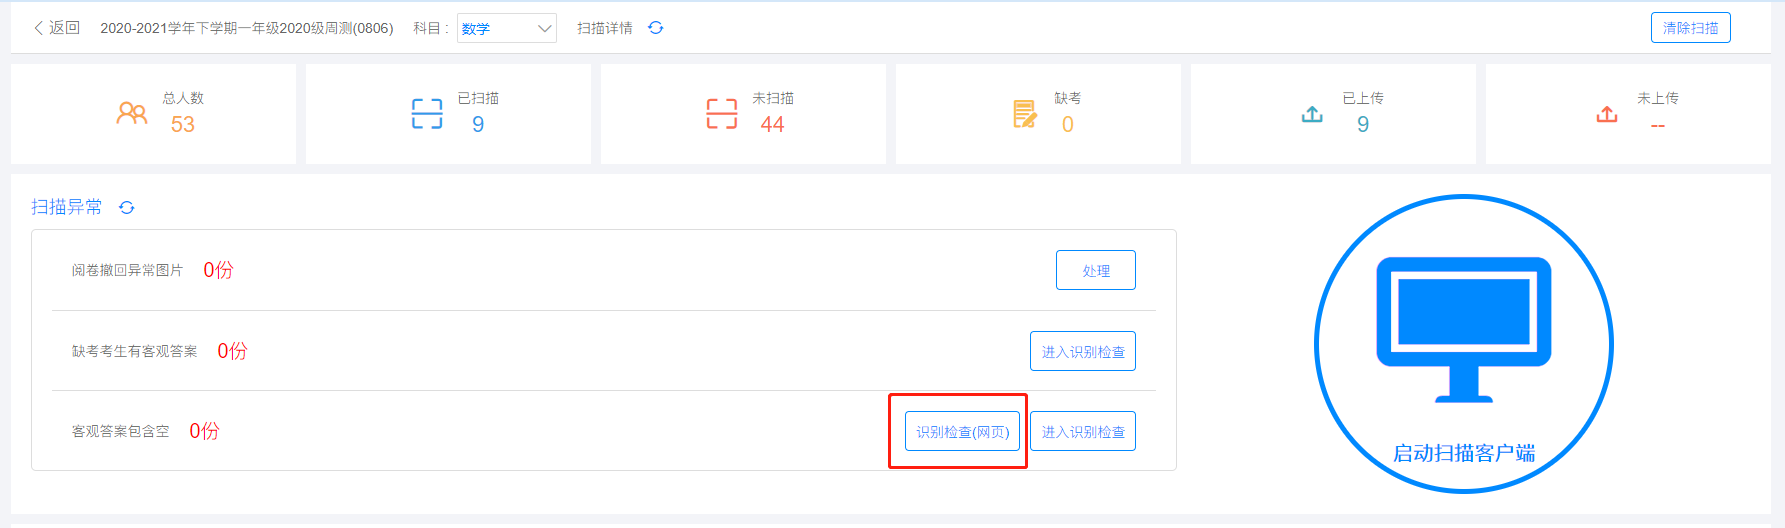 返回 2020-2021学年下学期一年级2020级周测(0806) 科目： 数学 扫描详情 清除扫描
总人数 已扫描 未扫描 缺考 已上传 未上传
53 9 44 0 9 --
扫描异常
阅卷撤回异常图片 0份 处理
缺考考生有客观答案 0份 进入识别检查
客观答案包含空 0份 识别检查(网页) 进入识别检查
启动扫描客户端